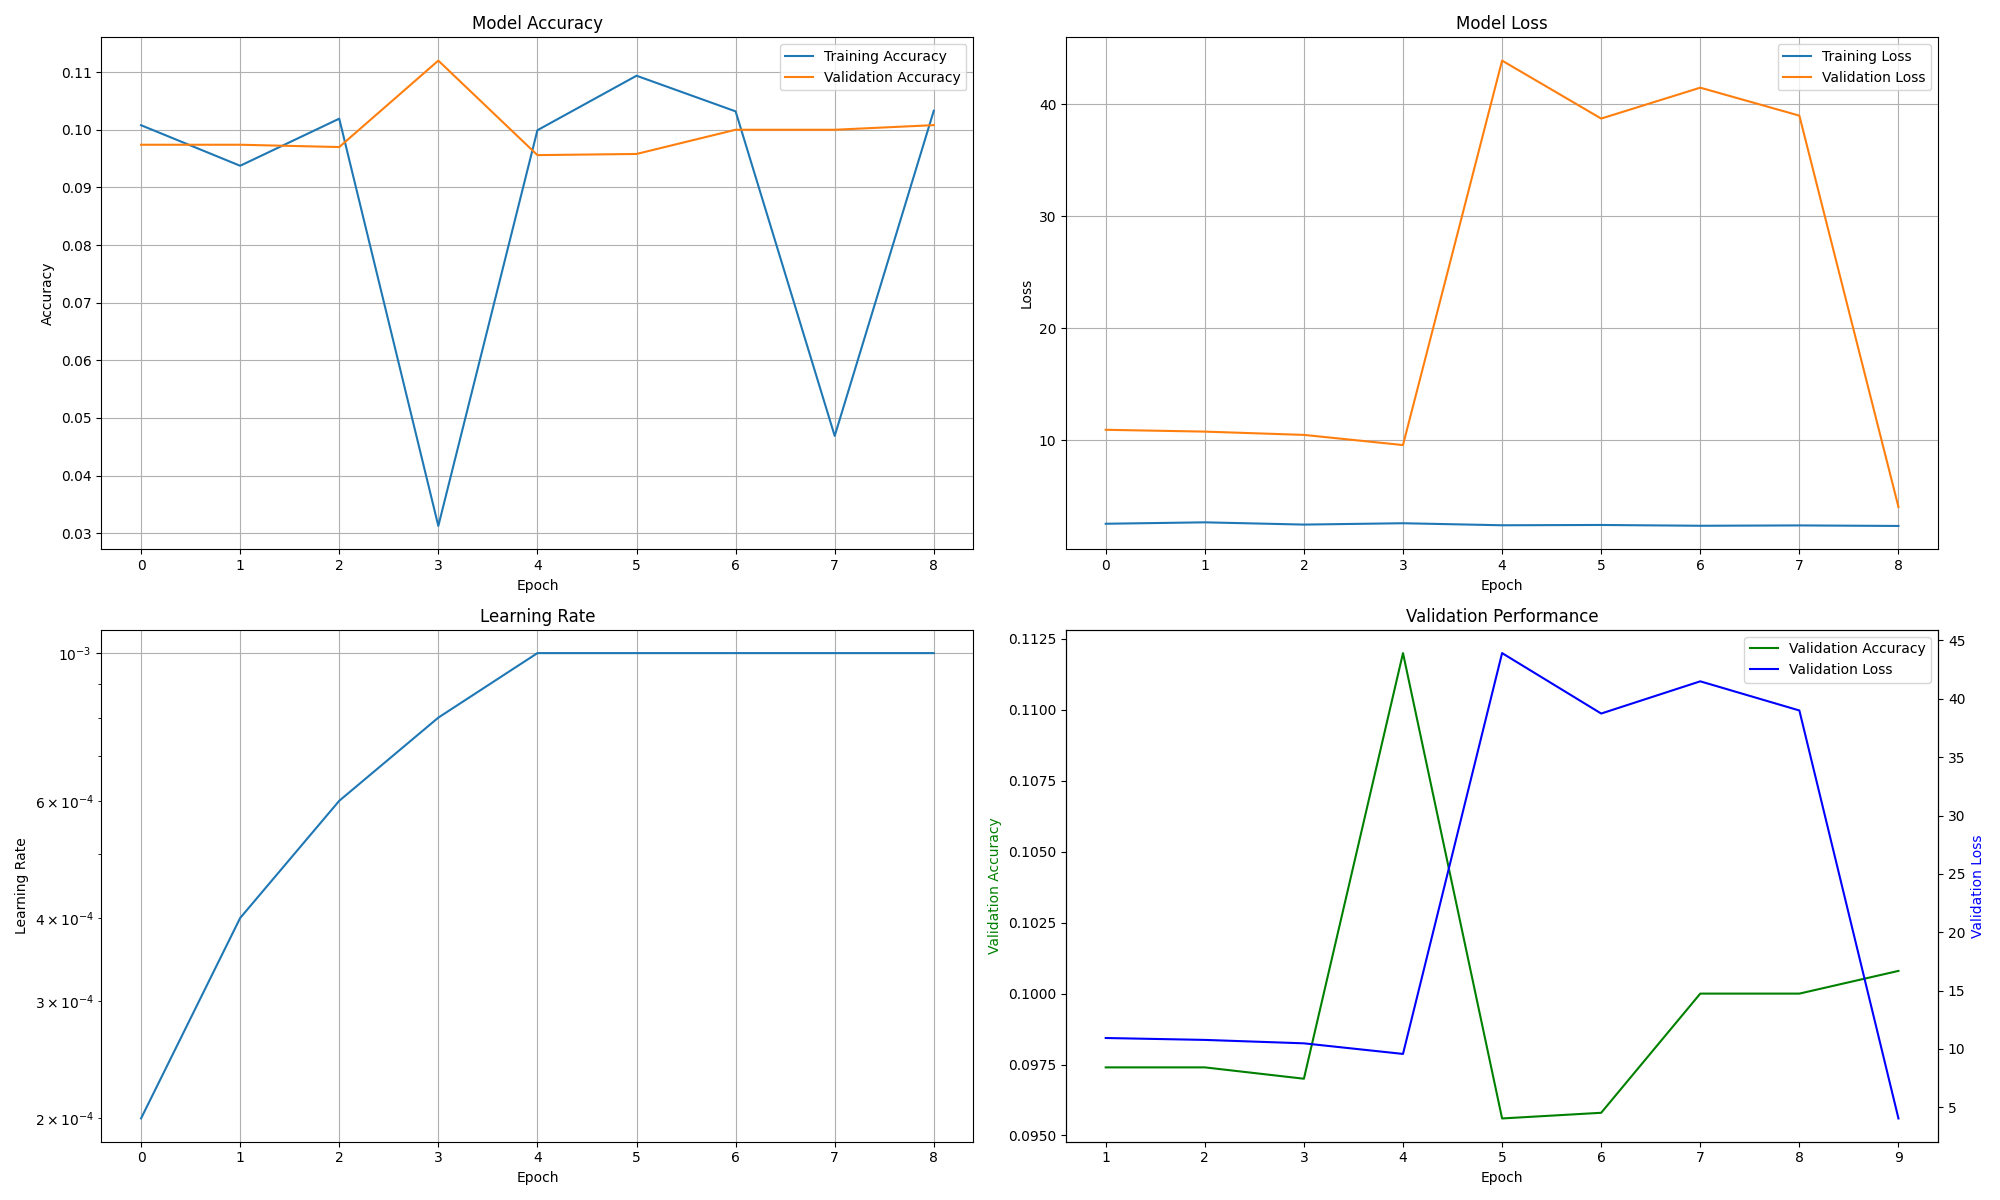 Model Accuracy
Training Accuracy
Validation Accuracy
0.11
0.10
0.09
0.08
0.07
0.06
0.05
0.04
0.03
Accuracy
0 1 2 3 4 5 6 7 8
Epoch
Model Loss
Training Loss
Validation Loss
40
30
20
10
Loss
0 1 2 3 4 5 6 7 8
Epoch
Learning Rate
10⁻³
6 × 10⁻⁴
4 × 10⁻⁴
3 × 10⁻⁴
2 × 10⁻⁴
Learning Rate
0 1 2 3 4 5 6 7 8
Epoch
Validation Performance
Validation Accuracy
Validation Loss
0.1125
0.1100
0.1075
0.1050
0.1025
0.1000
0.0975
0.0950
Validation Accuracy
45
40
35
30
25
20
15
10
5
Validation Loss
1 2 3 4 5 6 7 8 9
Epoch